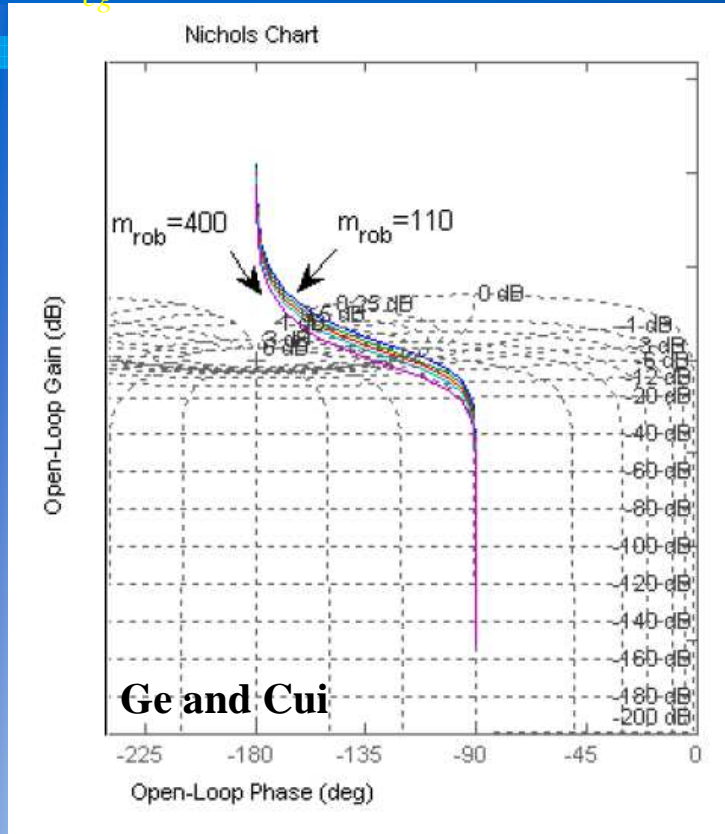 Nichols Chart
m_rob=400
m_rob=110
0 dB
0.25 dB
0.5 dB
1 dB
-1 dB
3 dB
-3 dB
6 dB
-6 dB
-12 dB
-20 dB
-40 dB
-60 dB
-80 dB
-100 dB
-120 dB
-140 dB
-160 dB
-180 dB
-200 dB
Open-Loop Gain (dB)
Ge and Cui
-225 -180 -135 -90 -45 0
Open-Loop Phase (deg)